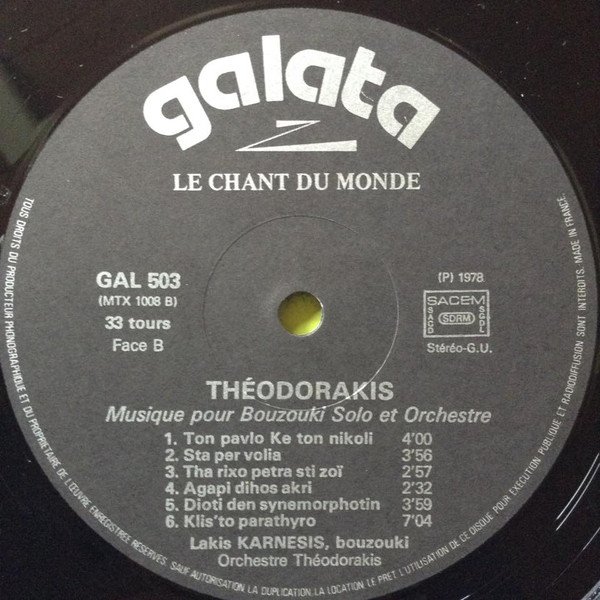 galata
LE CHANT DU MONDE
GAL 503
(MTX 1008 B)
33 tours
Face B
(P) 1978
SACEM
SACD
SDRM
SGDL
Stéréo-G.U.
THÉODORAKIS
Musique pour Bouzouki Solo et Orchestre
1. Ton pavlo Ke ton nikoli 4'00
2. Sta per volia 3'56
3. Tha rixo petra sti zoï 2'57
4. Agapi dihos akri 2'32
5. Dioti den synemorphotin 3'59
6. Klis'to parathyro 7'04
Lakis KARNESIS, bouzouki
Orchestre Théodorakis
TOUS DROITS DU PRODUCTEUR PHONOGRAPHIQUE ET DU PROPRIETAIRE DE L'ŒUVRE ENREGISTREE RESERVES. SAUF AUTORISATION, LA DUPLICATION, LA LOCATION, LE PRET, L'UTILISATION DE CE DISQUE POUR EXECUTION PUBLIQUE ET RADIODIFFUSION SONT INTERDITS. MADE IN FRANCE.